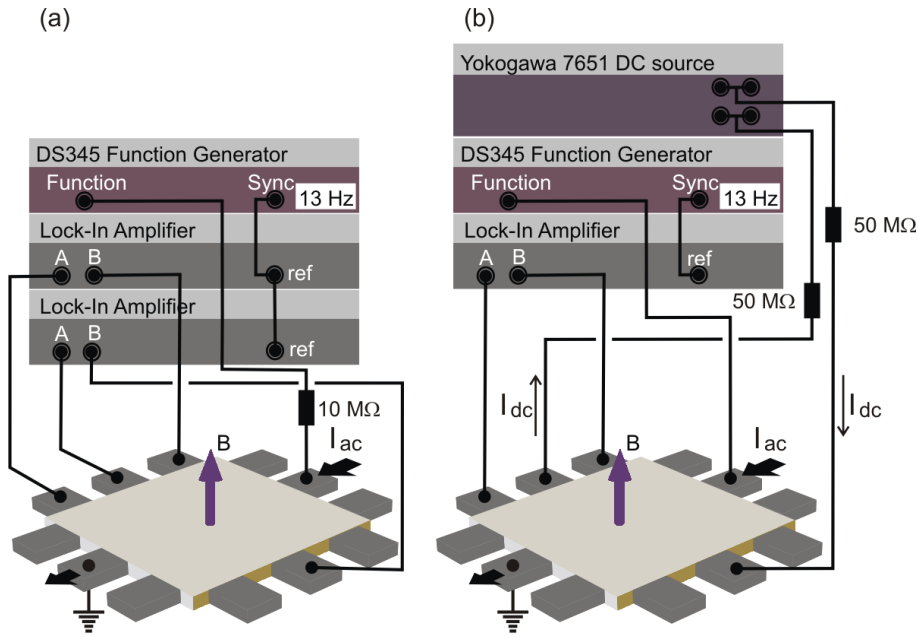 (a)
DS345 Function Generator
Function
Sync
13 Hz
Lock-In Amplifier
A
B
ref
Lock-In Amplifier
A
B
ref
10 MΩ
Iac
B
(b)
Yokogawa 7651 DC source
DS345 Function Generator
Function
Sync
13 Hz
50 MΩ
Lock-In Amplifier
A
B
ref
50 MΩ
Idc
Idc
Iac
B